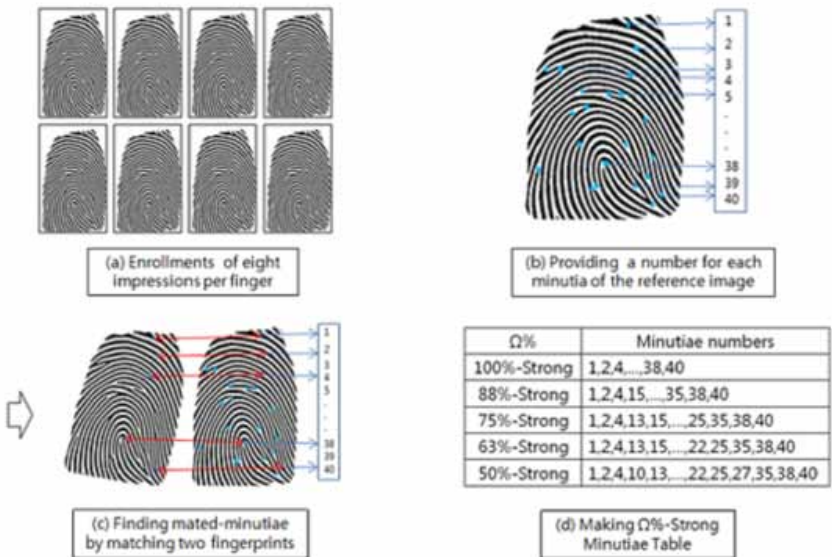 1
2
3
4
5
.
.
.
38
39
40
(a) Enrollments of eight
impressions per finger
(b) Providing a number for each
minutia of the reference image
1
2
3
4
5
.
.
.
38
39
40
Ω% Minutiae numbers
100%-Strong 1,2,4,...,38,40
88%-Strong 1,2,4,15,...,35,38,40
75%-Strong 1,2,4,13,15,...,25,35,38,40
63%-Strong 1,2,4,13,15,...,22,25,35,38,40
50%-Strong 1,2,4,10,13,...,22,25,27,35,38,40
(c) Finding mated-minutiae
by matching two fingerprints
(d) Making Ω%-Strong
Minutiae Table